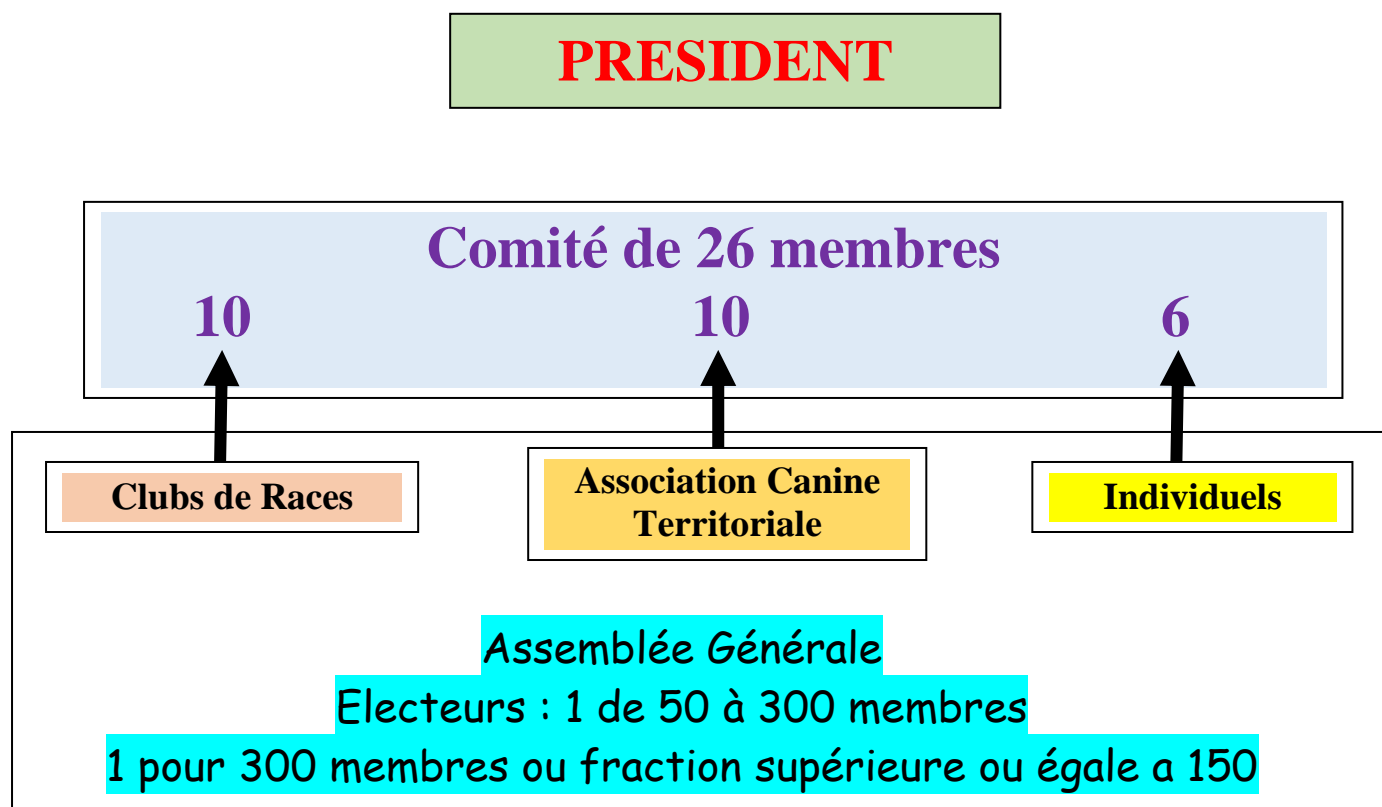 PRESIDENT
Comité de 26 membres
10 10 6
Clubs de Races
Association Canine
Territoriale
Individuels
Assemblée Générale
Electeurs : 1 de 50 à 300 membres
1 pour 300 membres ou fraction supérieure ou égale a 150